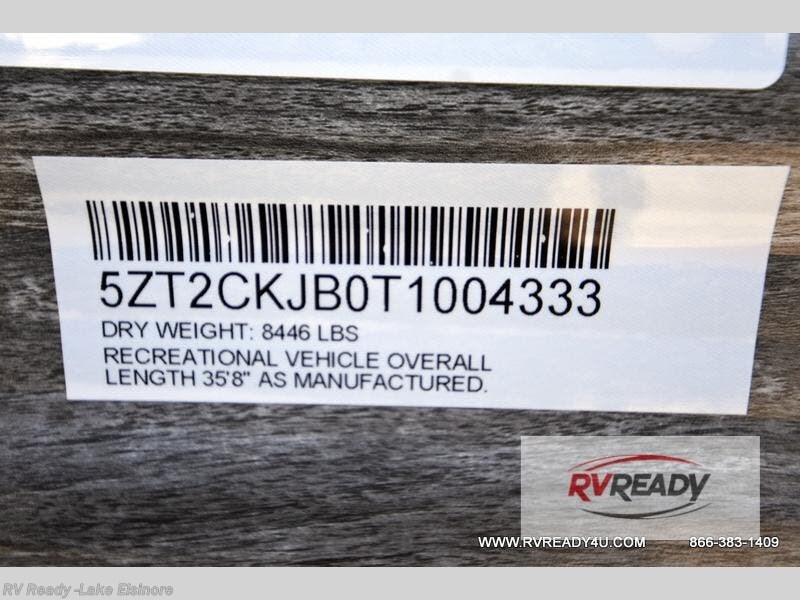 5ZT2CKJB0T1004333
DRY WEIGHT: 8446 LBS
RECREATIONAL VEHICLE OVERALL
LENGTH 35'8" AS MANUFACTURED.
RVREADY
WWW.RVREADY4U.COM 866-383-1409
RV Ready -Lake Elsinore